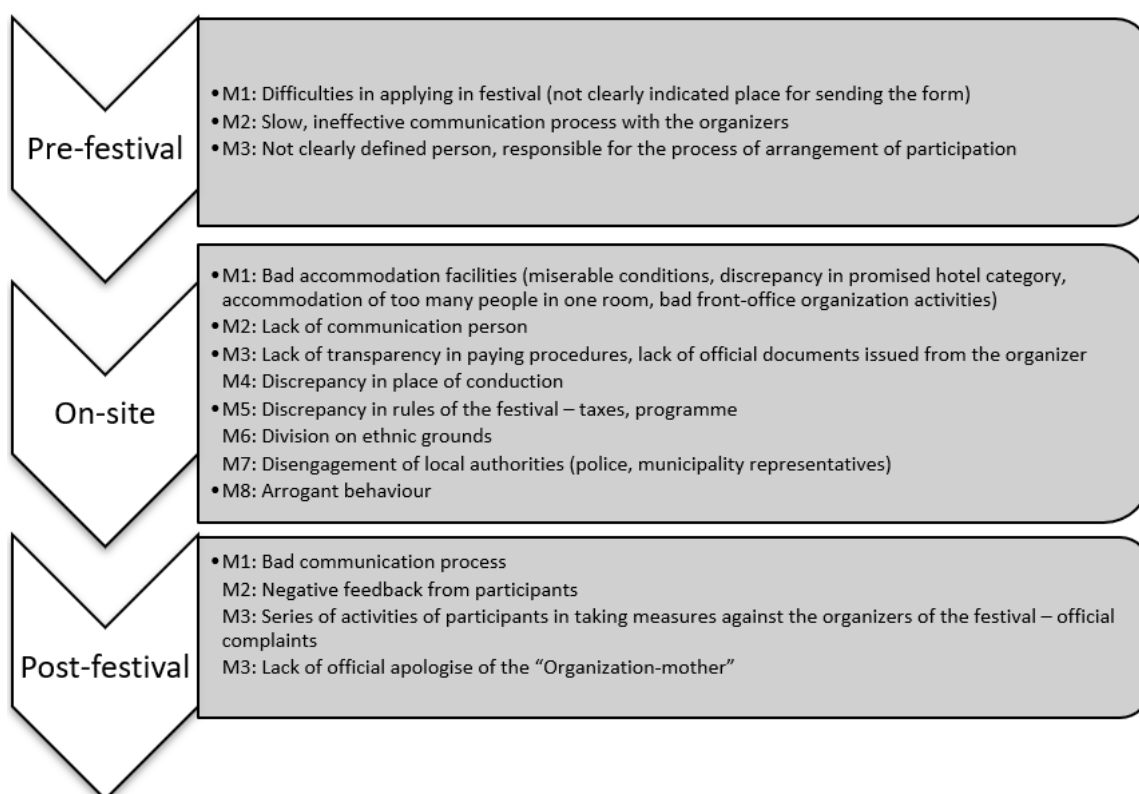 Pre-festival
•M1: Difficulties in applying in festival (not clearly indicated place for sending the form)
•M2: Slow, ineffective communication process with the organizers
•M3: Not clearly defined person, responsible for the process of arrangement of participation
On-site
•M1: Bad accommodation facilities (miserable conditions, discrepancy in promised hotel category,
accommodation of too many people in one room, bad front-office organization activities)
•M2: Lack of communication person
•M3: Lack of transparency in paying procedures, lack of official documents issued from the organizer
M4: Discrepancy in place of conduction
•M5: Discrepancy in rules of the festival – taxes, programme
M6: Division on ethnic grounds
M7: Disengagement of local authorities (police, municipality representatives)
•M8: Arrogant behaviour
Post-festival
•M1: Bad communication process
M2: Negative feedback from participants
M3: Series of activities of participants in taking measures against the organizers of the festival – official
complaints
M3: Lack of official apologise of the “Organization-mother”